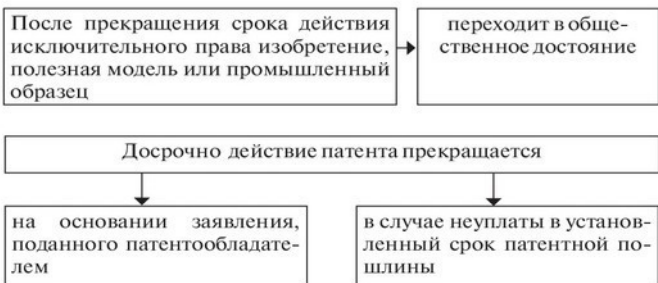 После прекращения срока действия
исключительного права изобретение,
полезная модель или промышленный
образец
переходит в обще-
ственное достояние
Досрочно действие патента прекращается
на основании заявления,
поданного патентообладате-
лем
в случае неуплаты в установ-
ленный срок патентной по-
шлины